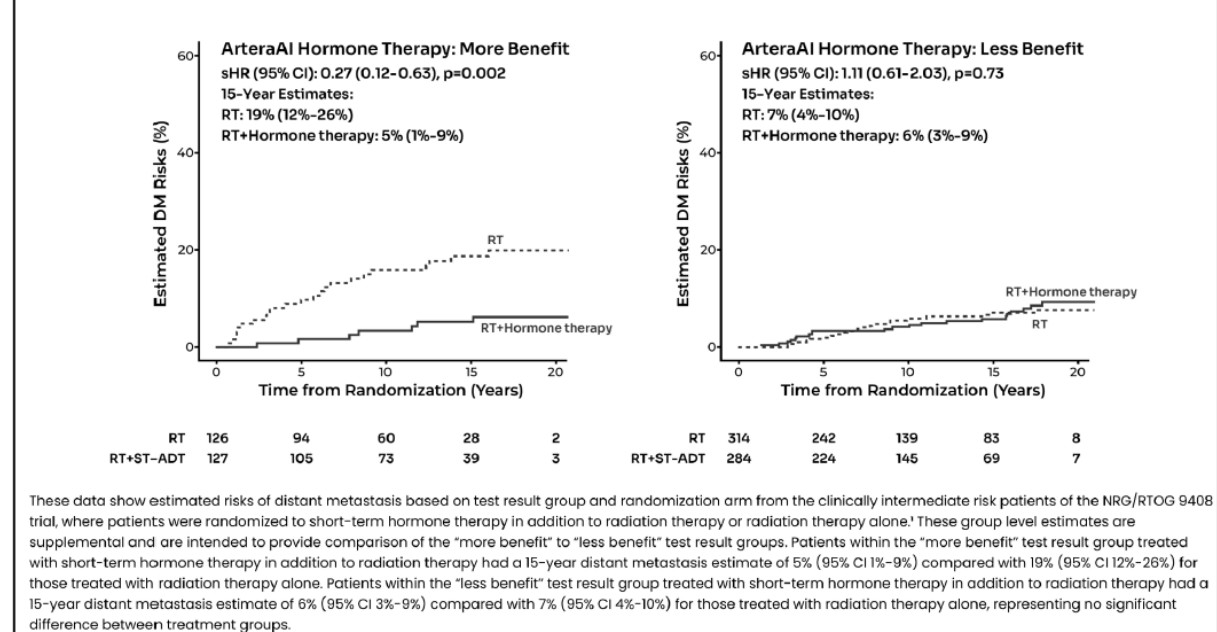 ArteraAI Hormone Therapy: More Benefit
sHR (95% CI): 0.27 (0.12-0.63), p=0.002
15-Year Estimates:
RT: 19% (12%-26%)
RT+Hormone therapy: 5% (1%-9%)
Estimated DM Risks (%)
60
40
20
0
RT
RT+Hormone therapy
0 5 10 15 20
Time from Randomization (Years)
RT 126 94 60 28 2
RT+ST-ADT 127 105 73 39 3
ArteraAI Hormone Therapy: Less Benefit
sHR (95% CI): 1.11 (0.61-2.03), p=0.73
15-Year Estimates:
RT: 7% (4%-10%)
RT+Hormone therapy: 6% (3%-9%)
Estimated DM Risks (%)
60
40
20
0
RT+Hormone therapy
RT
0 5 10 15 20
Time from Randomization (Years)
RT 314 242 139 83 8
RT+ST-ADT 284 224 145 69 7
These data show estimated risks of distant metastasis based on test result group and randomization arm from the clinically intermediate risk patients of the NRG/RTOG 9408
trial, where patients were randomized to short-term hormone therapy in addition to radiation therapy or radiation therapy alone.¹ These group level estimates are
supplemental and are intended to provide comparison of the “more benefit” to “less benefit” test result groups. Patients within the “more benefit” test result group treated
with short-term hormone therapy in addition to radiation therapy had a 15-year distant metastasis estimate of 5% (95% CI 1%-9%) compared with 19% (95% CI 12%-26%) for
those treated with radiation therapy alone. Patients within the “less benefit” test result group treated with short-term hormone therapy in addition to radiation therapy had a
15-year distant metastasis estimate of 6% (95% CI 3%-9%) compared with 7% (95% CI 4%-10%) for those treated with radiation therapy alone, representing no significant
difference between treatment groups.